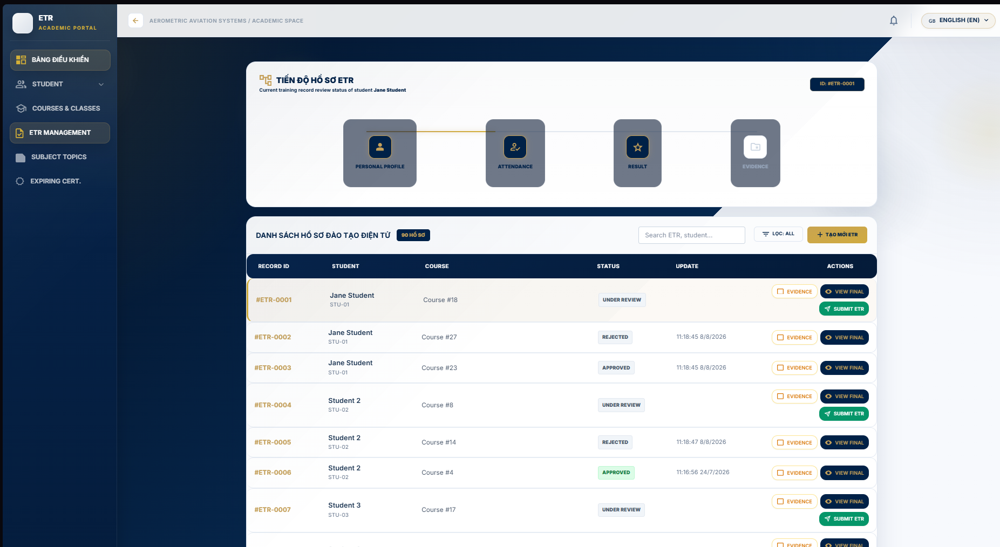 ETR
ACADEMIC PORTAL
BẢNG ĐIỀU KHIỂN
STUDENT
COURSES & CLASSES
ETR MANAGEMENT
SUBJECT TOPICS
EXPIRING CERT.
AEROMETRIC AVIATION SYSTEMS / ACADEMIC SPACE
GB ENGLISH (EN)
TIẾN ĐỘ HỒ SƠ ETR
Current training record review status of student Jane Student
ID: #ETR-0001
PERSONAL PROFILE
ATTENDANCE
RESULT
EVIDENCE
DANH SÁCH HỒ SƠ ĐÀO TẠO ĐIỆN TỬ 90 HỒ SƠ
Search ETR, student...
LỌC: ALL
TẠO MỚI ETR
RECORD ID STUDENT COURSE STATUS UPDATE ACTIONS
#ETR-0001 Jane Student STU-01 Course #18 UNDER REVIEW EVIDENCE VIEW FINAL SUBMIT ETR
#ETR-0002 Jane Student STU-01 Course #27 REJECTED 11:18:45 8/8/2026 EVIDENCE VIEW FINAL
#ETR-0003 Jane Student STU-01 Course #23 APPROVED 11:18:45 8/8/2026 EVIDENCE VIEW FINAL
#ETR-0004 Student 2 STU-02 Course #8 UNDER REVIEW EVIDENCE VIEW FINAL SUBMIT ETR
#ETR-0005 Student 2 STU-02 Course #14 REJECTED 11:18:47 8/8/2026 EVIDENCE VIEW FINAL
#ETR-0006 Student 2 STU-02 Course #4 APPROVED 11:16:56 24/7/2026 EVIDENCE VIEW FINAL
#ETR-0007 Student 3 STU-03 Course #17 UNDER REVIEW EVIDENCE VIEW FINAL SUBMIT ETR
EVIDENCE VIEW FINAL